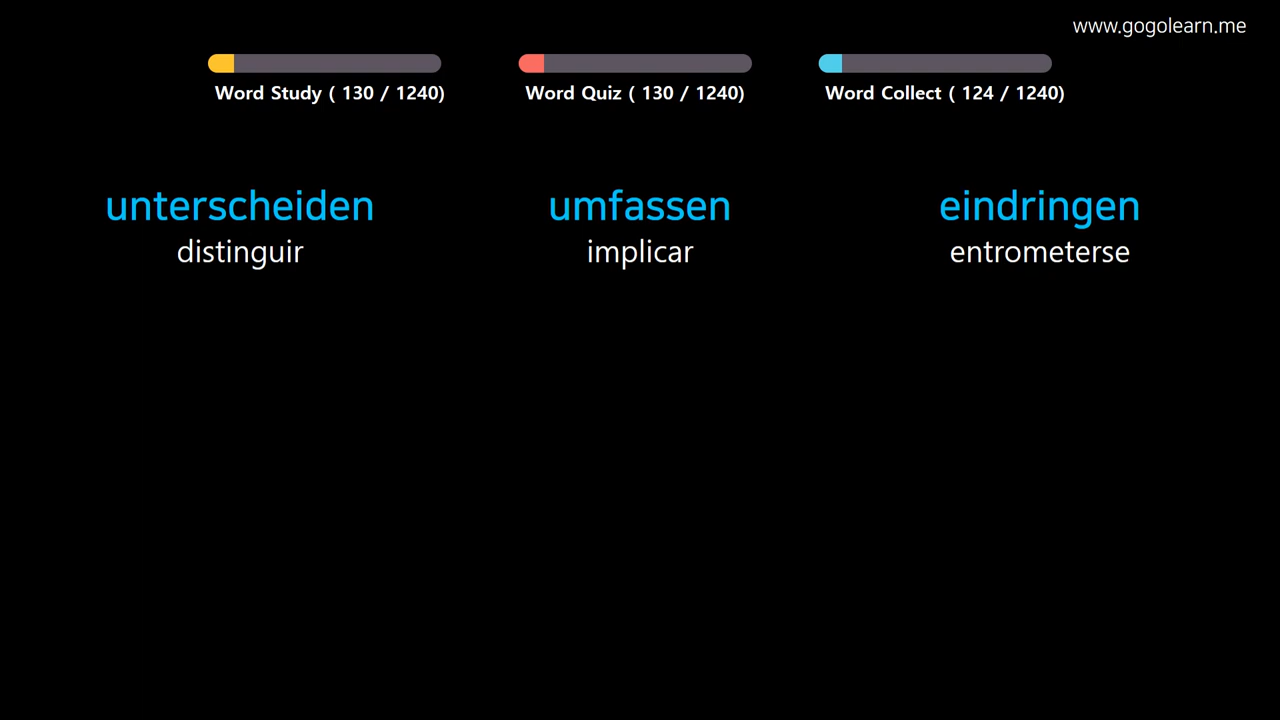 www.gogolearn.me
Word Study ( 130 / 1240)
Word Quiz ( 130 / 1240)
Word Collect ( 124 / 1240)
unterscheiden
distinguir
umfassen
implicar
eindringen
entrometerse